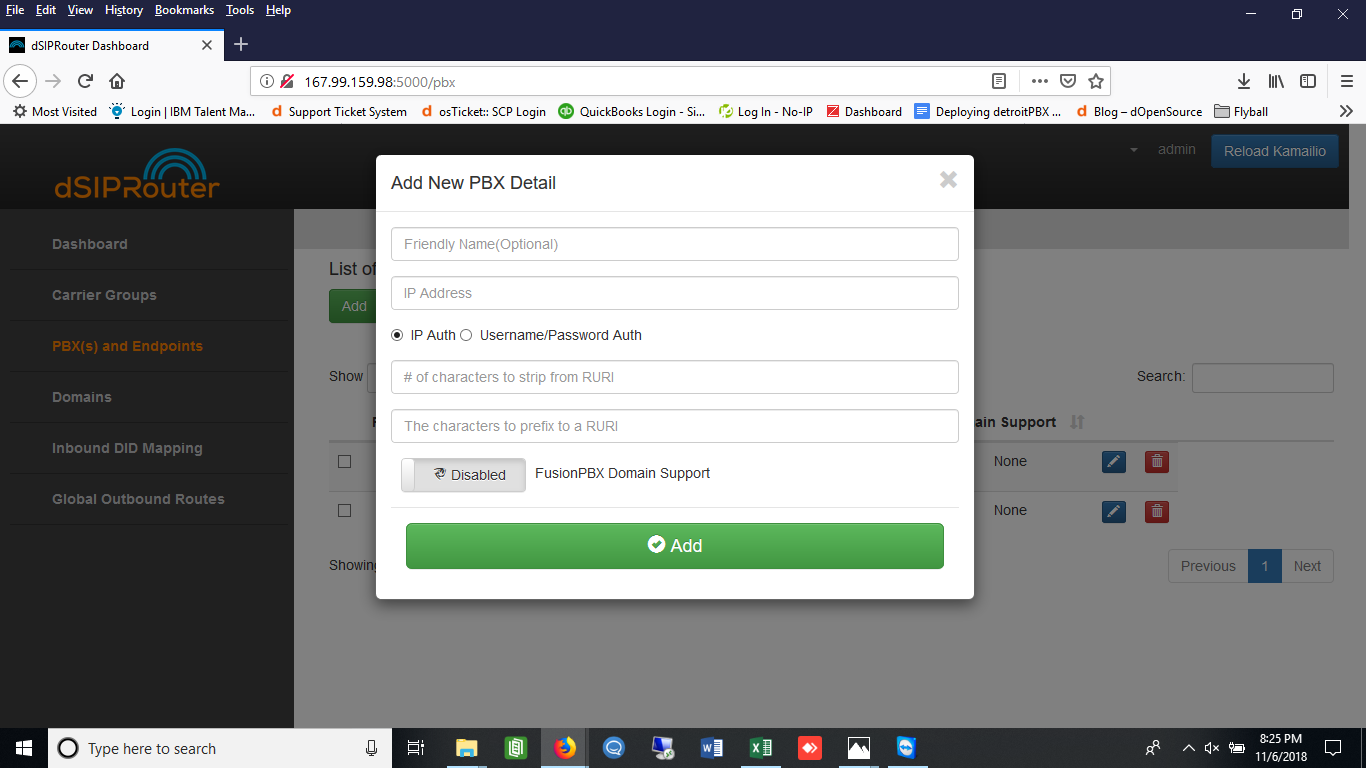 File Edit View History Bookmarks Tools Help
dSIPRouter Dashboard
167.99.159.98:5000/pbx
Most Visited Login | IBM Talent Ma... Support Ticket System osTicket:: SCP Login QuickBooks Login - Si... Log In - No-IP Dashboard Deploying detroitPBX ... Blog – dOpenSource Flyball
dSIPRouter
admin Reload Kamailio
Add New PBX Detail
Dashboard
Carrier Groups
PBX(s) and Endpoints
Domains
Inbound DID Mapping
Global Outbound Routes
List of
Add
Show
Search:
ain Support
None
None
Showing
Previous 1 Next
Friendly Name(Optional)
IP Address
IP Auth Username/Password Auth
# of characters to strip from RURI
The characters to prefix to a RURI
Disabled FusionPBX Domain Support
Add
Type here to search
8:25 PM
11/6/2018